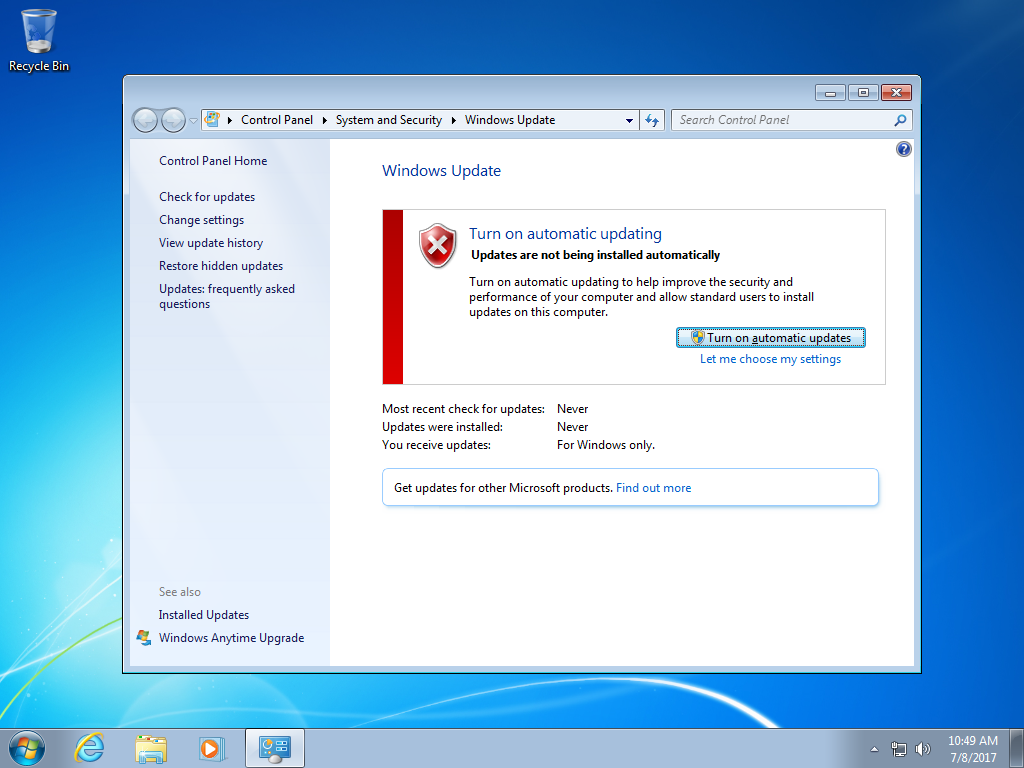 Recycle Bin
Control Panel
System and Security
Windows Update
Search Control Panel
Control Panel Home
Check for updates
Change settings
View update history
Restore hidden updates
Updates: frequently asked
questions
See also
Installed Updates
Windows Anytime Upgrade
Windows Update
Turn on automatic updating
Updates are not being installed automatically
Turn on automatic updating to help improve the security and
performance of your computer and allow standard users to install
updates on this computer.
Turn on automatic updates
Let me choose my settings
Most recent check for updates: Never
Updates were installed: Never
You receive updates: For Windows only.
Get updates for other Microsoft products. Find out more
10:49 AM
7/8/2017